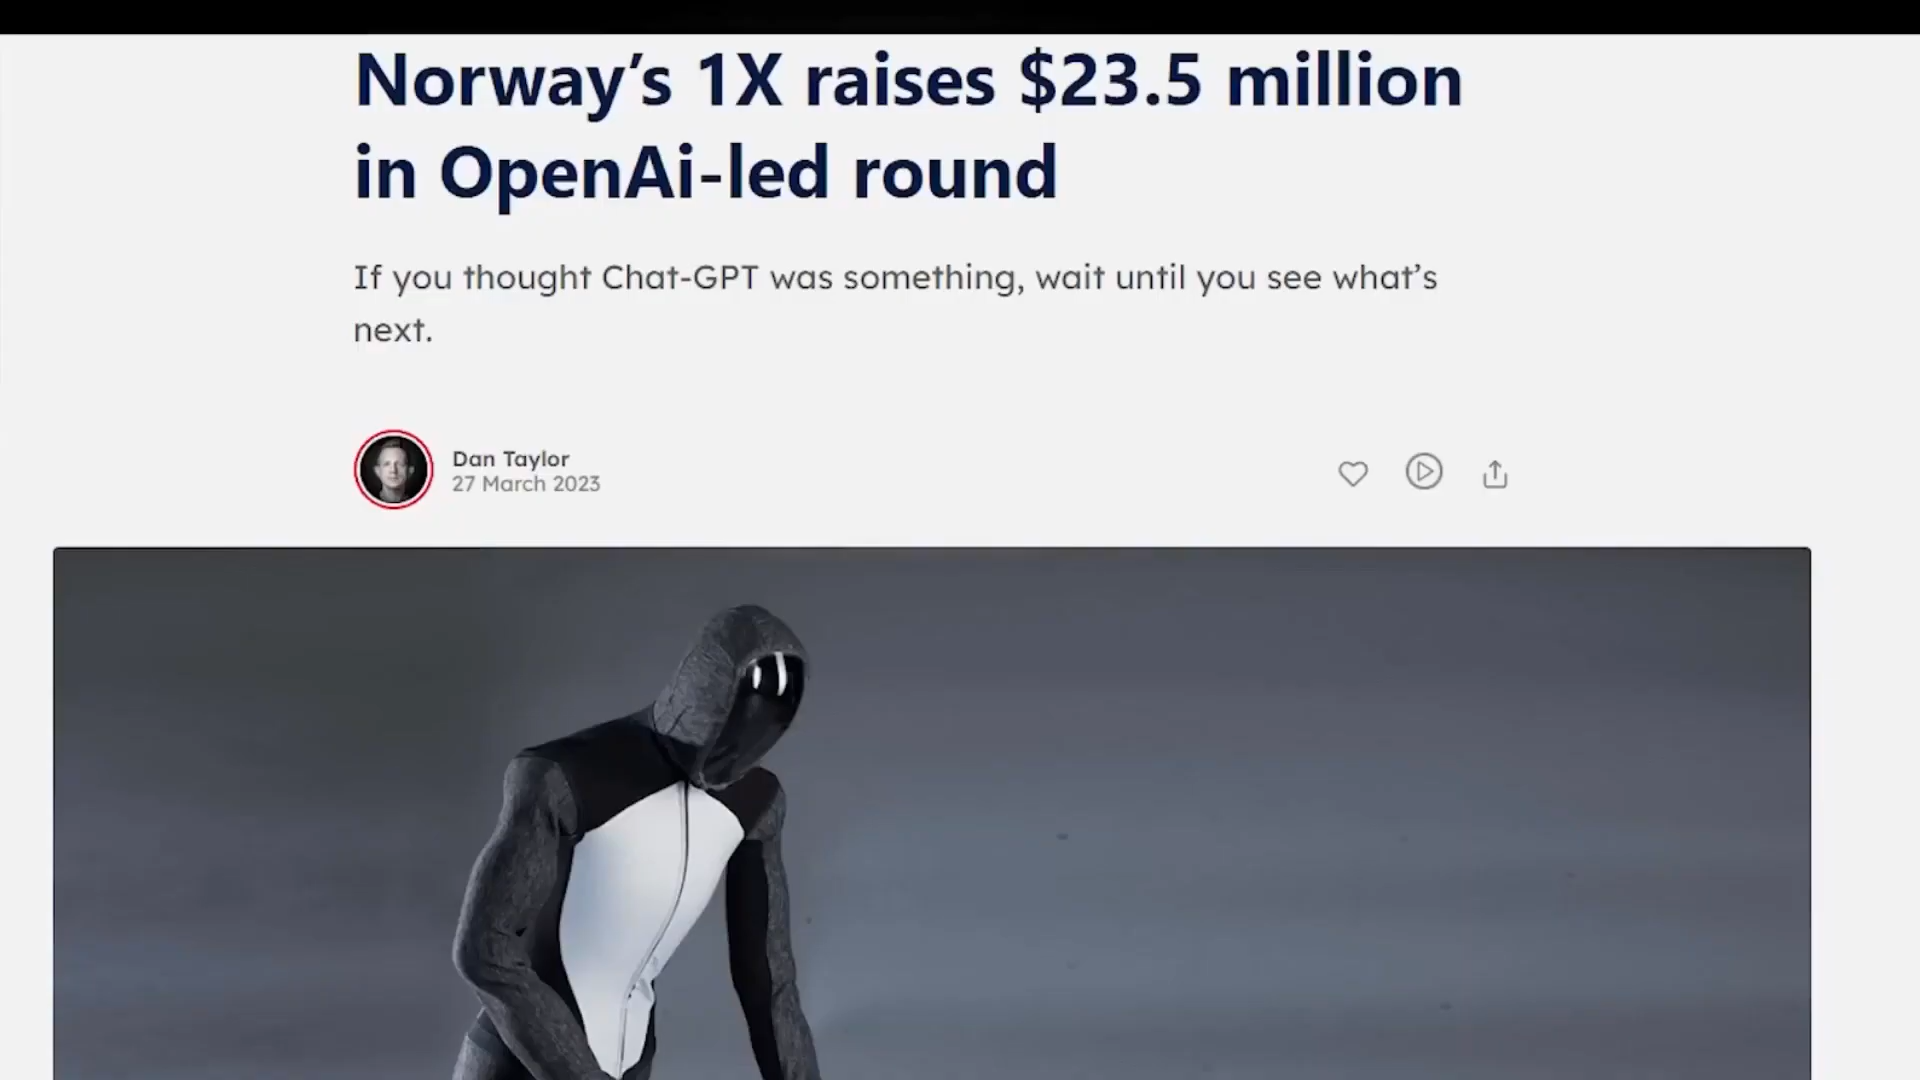 Norway’s 1X raises $23.5 million
in OpenAi-led round
If you thought Chat-GPT was something, wait until you see what’s
next.
Dan Taylor
27 March 2023